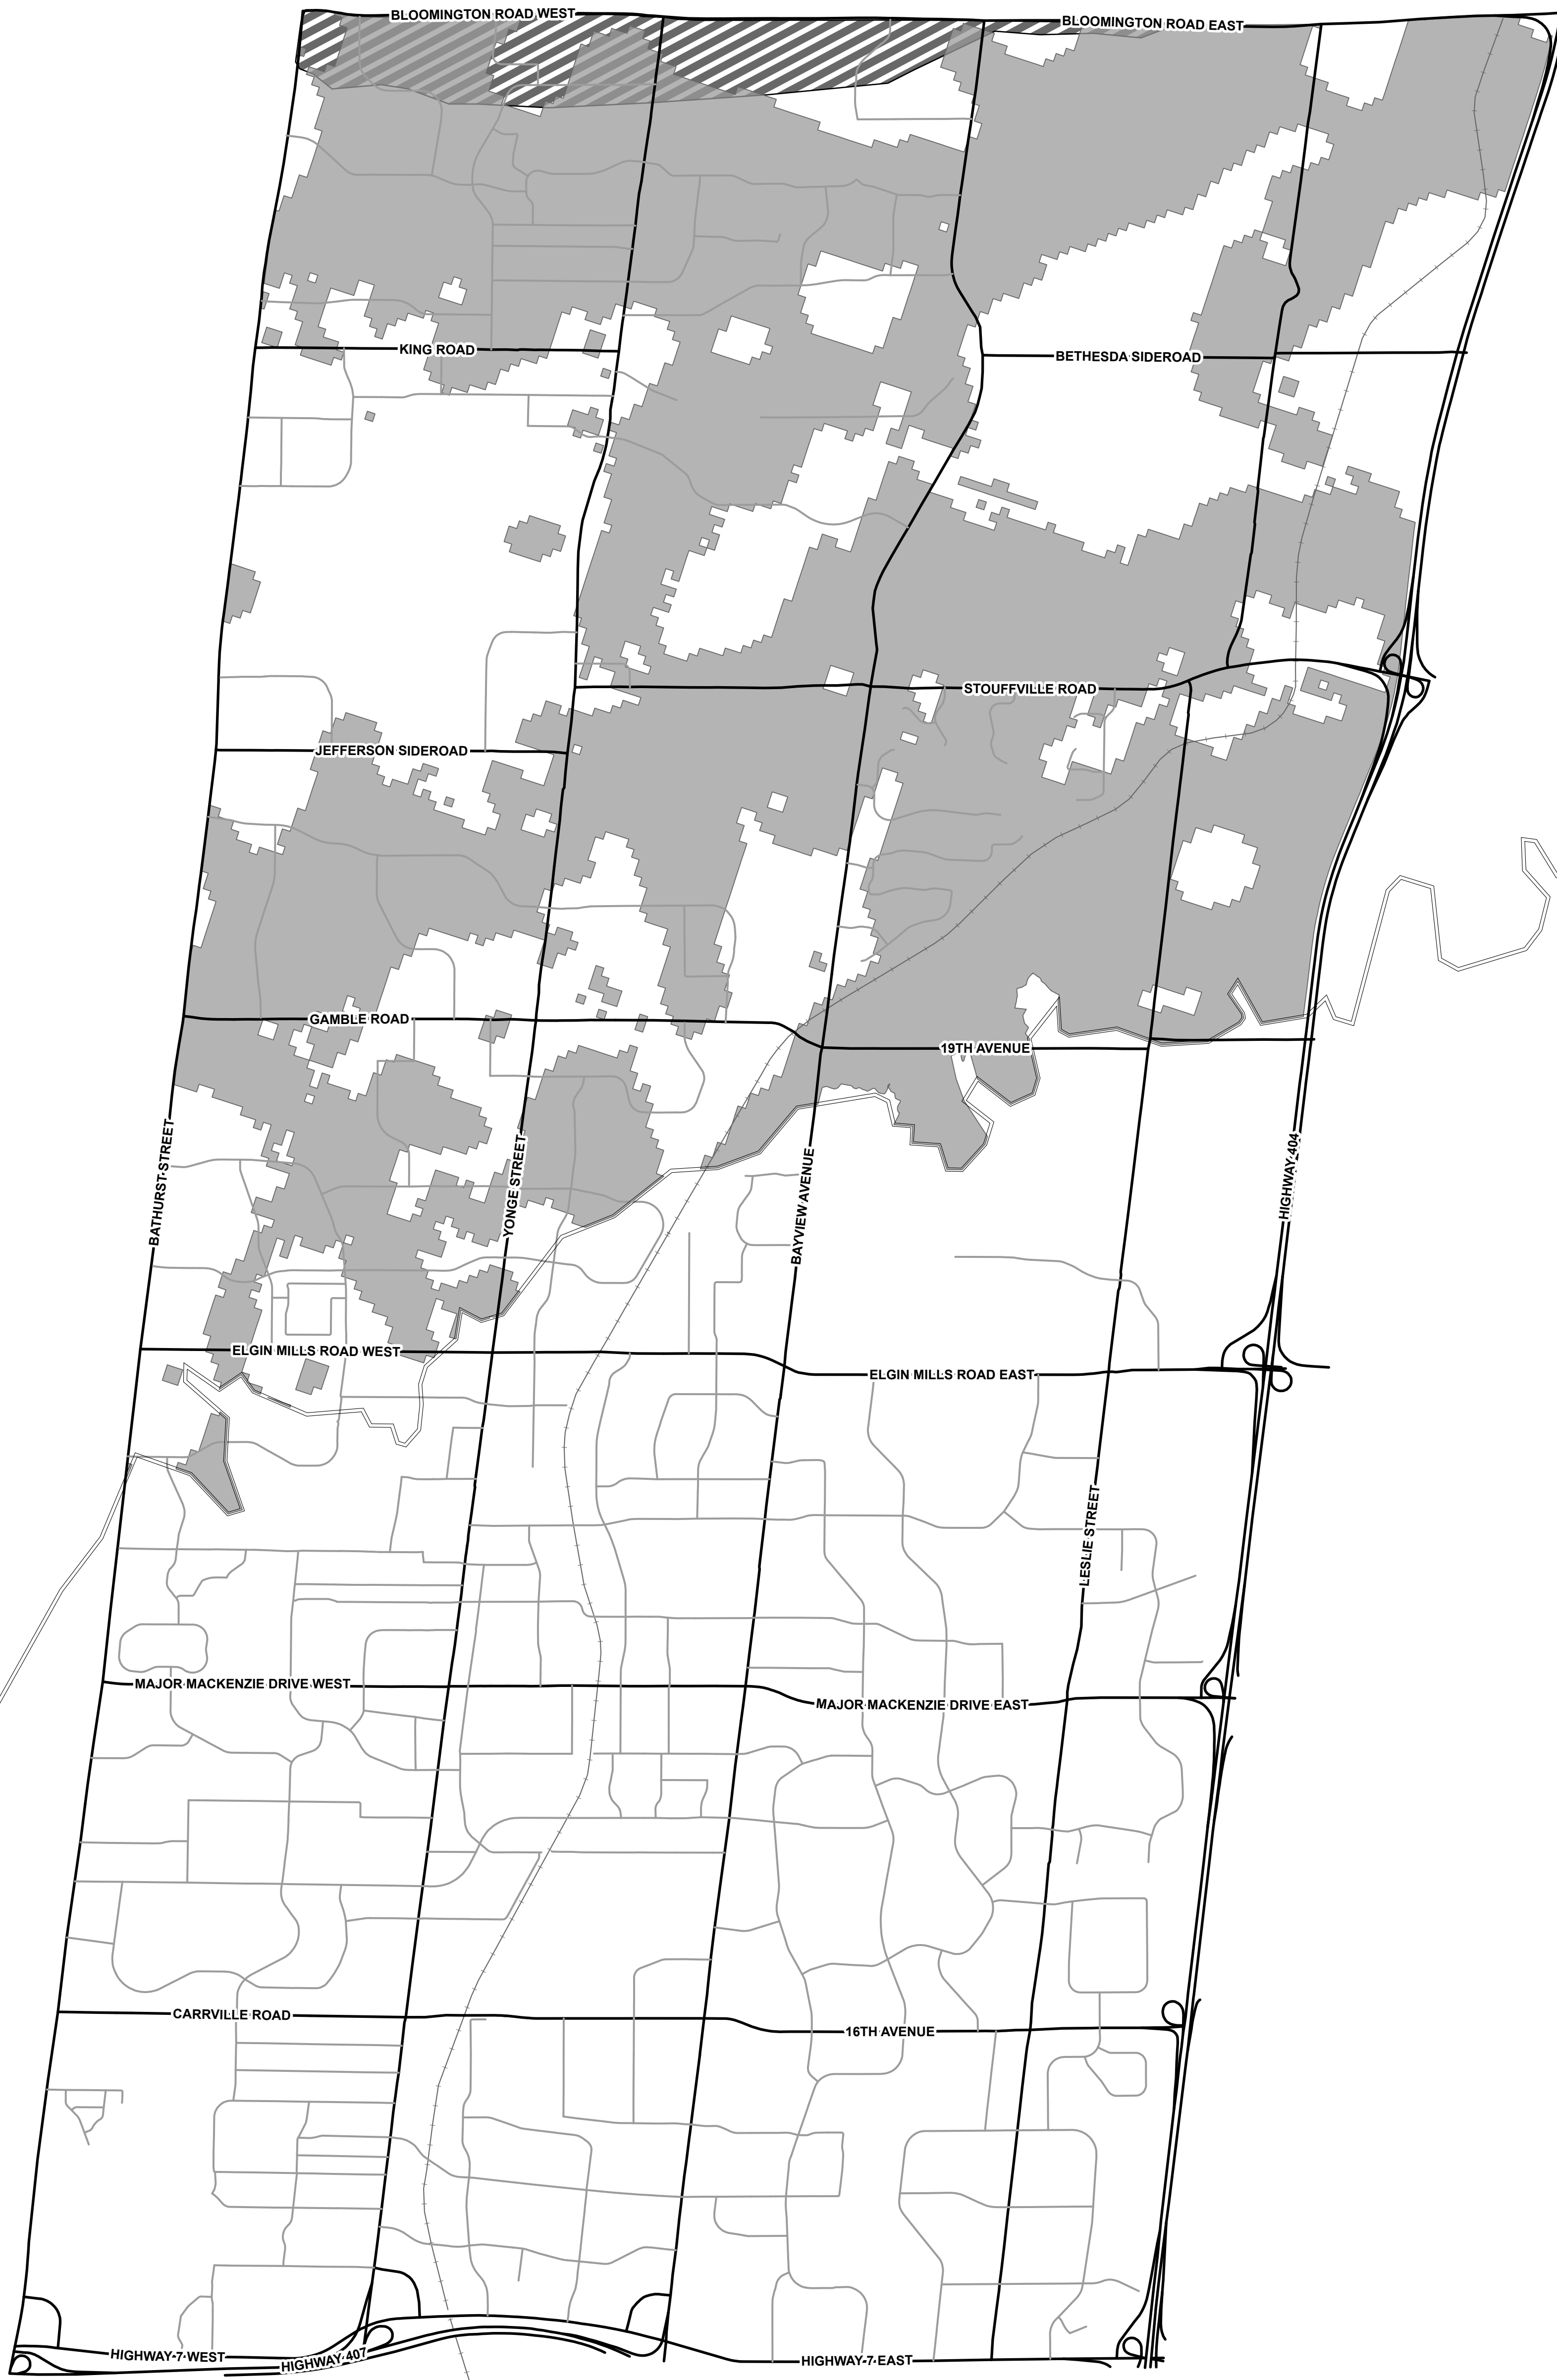 BLOOMINGTON ROAD WEST
BLOOMINGTON ROAD EAST
KING ROAD
BETHESDA SIDEROAD
STOUFFVILLE ROAD
JEFFERSON SIDEROAD
GAMBLE ROAD
19TH AVENUE
BATHURST STREET
YONGE STREET
BAYVIEW AVENUE
HIGHWAY 404
ELGIN MILLS ROAD WEST
ELGIN MILLS ROAD EAST
LESLIE STREET
MAJOR MACKENZIE DRIVE WEST
MAJOR MACKENZIE DRIVE EAST
CARRVILLE ROAD
16TH AVENUE
HIGHWAY 7 WEST
HIGHWAY 407
HIGHWAY 7 EAST